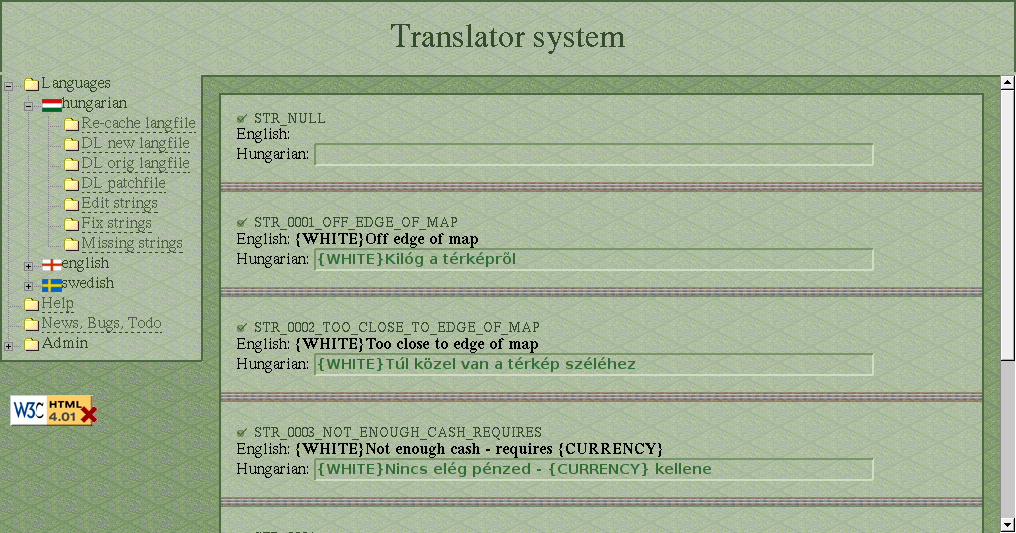 Translator system
Languages
hungarian
Re-cache langfile
DL new langfile
DL orig langfile
DL patchfile
Edit strings
Fix strings
Missing strings
english
swedish
Help
News, Bugs, Todo
Admin
W3C HTML 4.01
STR_NULL
English:
Hungarian:
STR_0001_OFF_EDGE_OF_MAP
English: {WHITE}Off edge of map
Hungarian: {WHITE}Kilóg a térképről
STR_0002_TOO_CLOSE_TO_EDGE_OF_MAP
English: {WHITE}Too close to edge of map
Hungarian: {WHITE}Túl közel van a térkép széléhez
STR_0003_NOT_ENOUGH_CASH_REQUIRES
English: {WHITE}Not enough cash - requires {CURRENCY}
Hungarian: {WHITE}Nincs elég pénzed - {CURRENCY} kellene